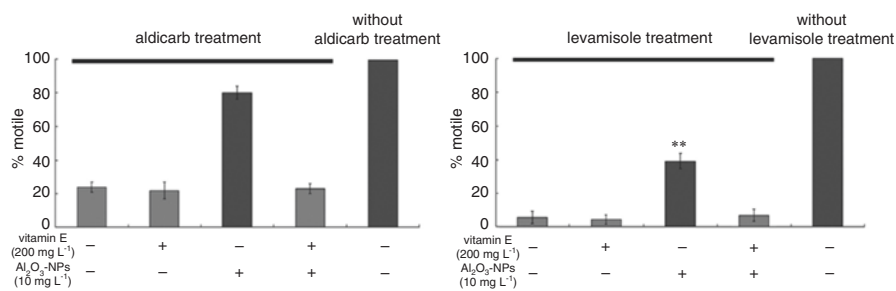 aldicarb treatment
without
aldicarb treatment
% motile
100
80
60
40
20
0
vitamin E
(200 mg L⁻¹)
– + – + –
Al₂O₃-NPs
(10 mg L⁻¹)
– – + + –
levamisole treatment
without
levamisole treatment
% motile
100
80
60
40
20
0
**
vitamin E
(200 mg L⁻¹)
– + – + –
Al₂O₃-NPs
(10 mg L⁻¹)
– – + + –